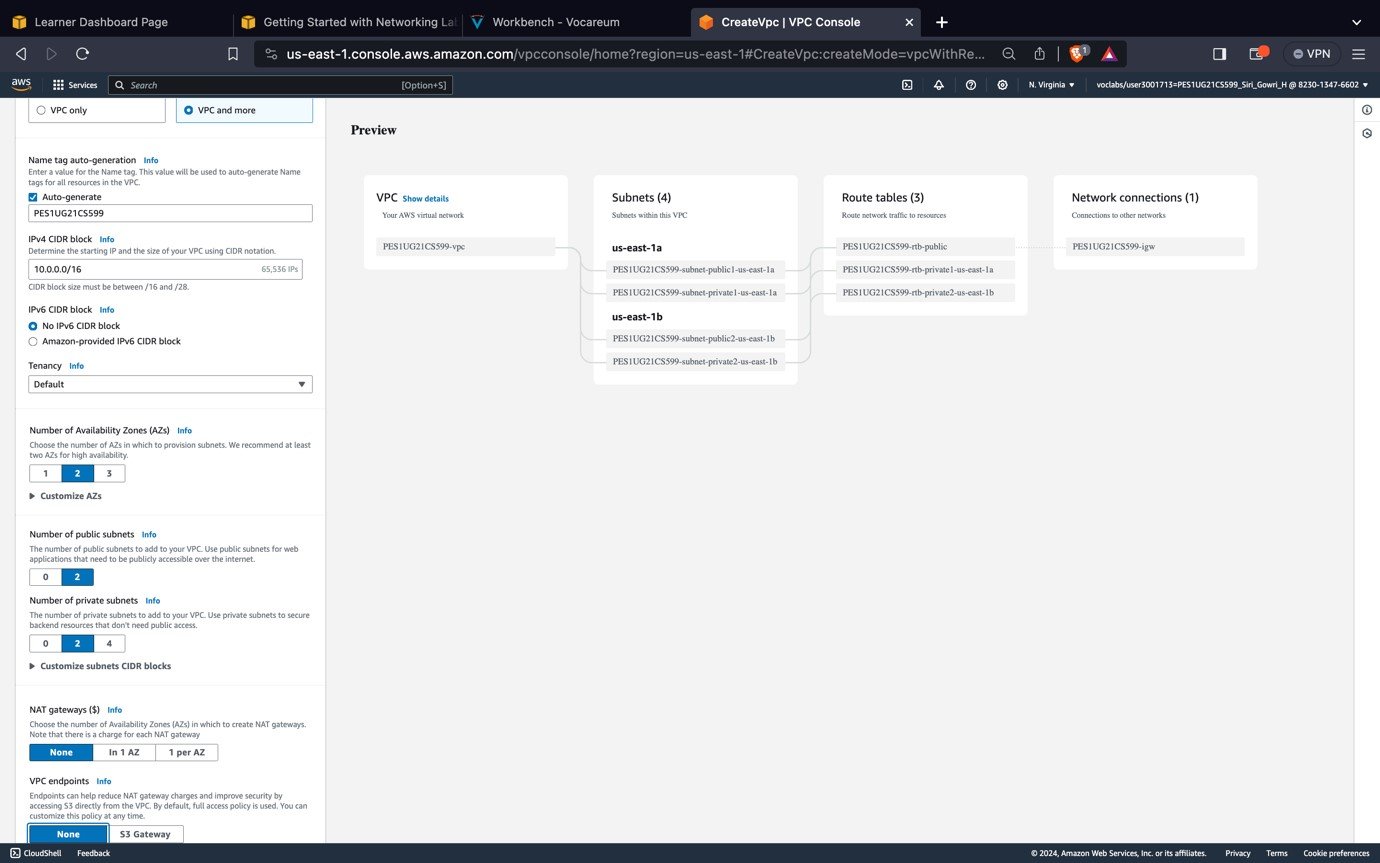 Learner Dashboard Page
Getting Started with Networking La
Workbench - Vocareum
CreateVpc | VPC Console
us-east-1.console.aws.amazon.com/vpcconsole/home?region=us-east-1#CreateVpc:createMode=vpcWithRe...
1
VPN
aws
Services
Search
[Option+S]
N. Virginia
voclabs/user3001713=PES1UG21CS599_Siri_Gowri_H @ 8230-1347-6602
VPC only
VPC and more
Name tag auto-generation Info
Enter a value for the Name tag. This value will be used to auto-generate Name
tags for all resources in the VPC.
Auto-generate
PES1UG21CS599
IPv4 CIDR block Info
Determine the starting IP and the size of your VPC using CIDR notation.
10.0.0.0/16 65,536 IPs
CIDR block size must be between /16 and /28.
IPv6 CIDR block Info
No IPv6 CIDR block
Amazon-provided IPv6 CIDR block
Tenancy Info
Default
Number of Availability Zones (AZs) Info
Choose the number of AZs in which to provision subnets. We recommend at least
two AZs for high availability.
1 2 3
Customize AZs
Number of public subnets Info
The number of public subnets to add to your VPC. Use public subnets for web
applications that need to be publicly accessible over the internet.
0 2
Number of private subnets Info
The number of private subnets to add to your VPC. Use private subnets to secure
backend resources that don't need public access.
0 2 4
Customize subnets CIDR blocks
NAT gateways ($) Info
Choose the number of Availability Zones (AZs) in which to create NAT gateways.
Note that there is a charge for each NAT gateway
None In 1 AZ 1 per AZ
VPC endpoints Info
Endpoints can help reduce NAT gateway charges and improve security by
accessing S3 directly from the VPC. By default, full access policy is used. You can
customize this policy at any time.
None S3 Gateway
Preview
VPC Show details
Your AWS virtual network
PES1UG21CS599-vpc
Subnets (4)
Subnets within this VPC
us-east-1a
PES1UG21CS599-subnet-public1-us-east-1a
PES1UG21CS599-subnet-private1-us-east-1a
us-east-1b
PES1UG21CS599-subnet-public2-us-east-1b
PES1UG21CS599-subnet-private2-us-east-1b
Route tables (3)
Route network traffic to resources
PES1UG21CS599-rtb-public
PES1UG21CS599-rtb-private1-us-east-1a
PES1UG21CS599-rtb-private2-us-east-1b
Network connections (1)
Connections to other networks
PES1UG21CS599-igw
CloudShell
Feedback
© 2024, Amazon Web Services, Inc. or its affiliates.
Privacy
Terms
Cookie preferences